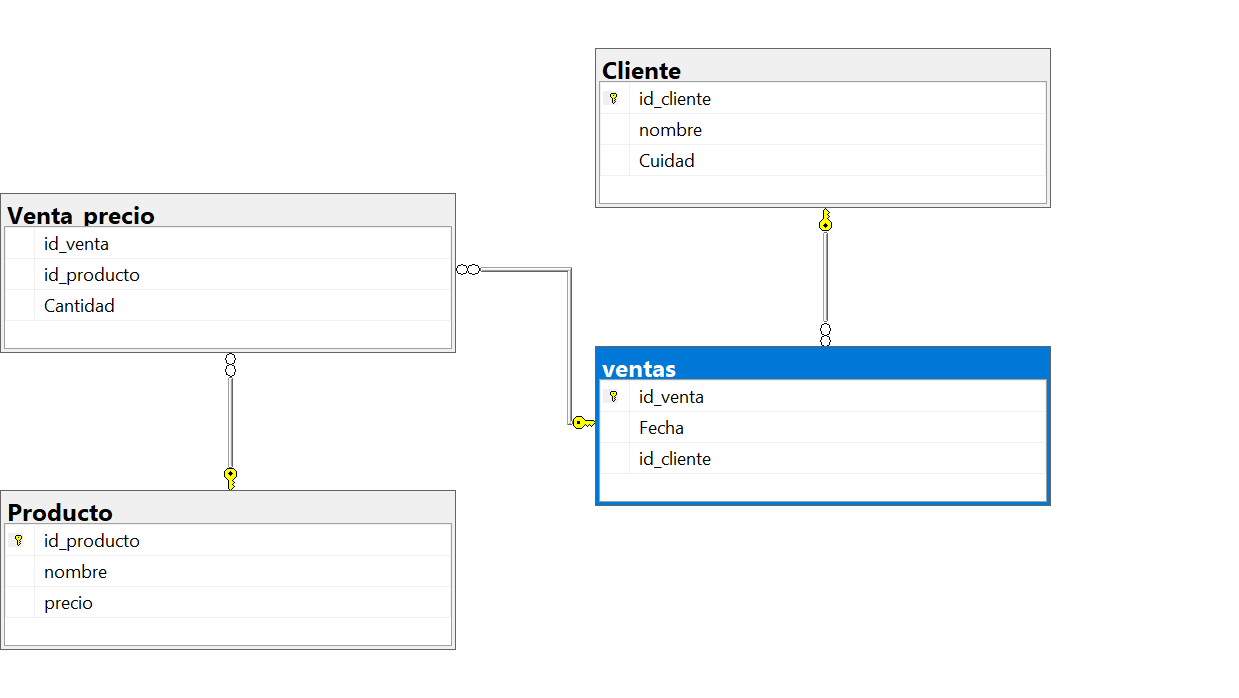 Cliente
id_cliente
nombre
Cuidad
Venta_precio
id_venta
id_producto
Cantidad
ventas
id_venta
Fecha
id_cliente
Producto
id_producto
nombre
precio